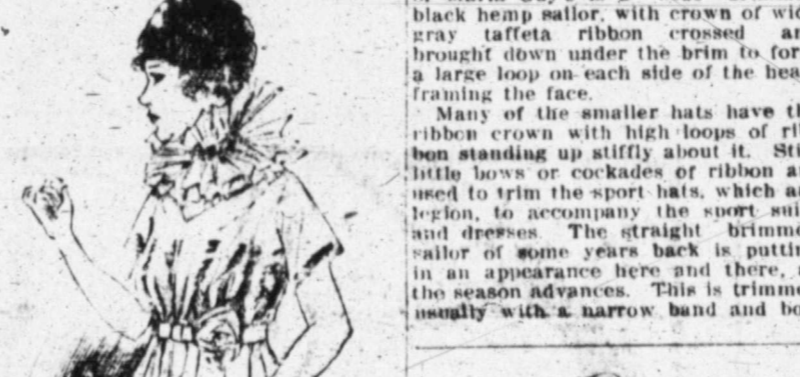 black hemp sailor, with crown of wid
gray taffeta ribbon crossed an
brought down under the brim to for
a large loop on each side of the hea
framing the face.
Many of the smaller hats have th
ribbon crown with high loops of rib
bon standing up stiffly about it. Sti
little bows or cockades of ribbon a
used to trim the sport hats, which a
legion, to accompany the sport sui
and dresses. The straight brimme
sailor of some years back is puttin
in an appearance here and there,
the season advances. This is trimme
usually with a narrow band and bo